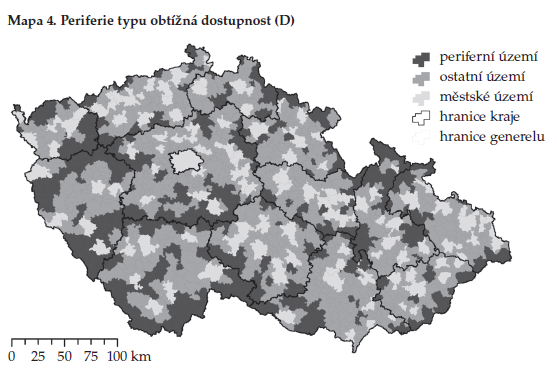 Mapa 4. Periferie typu obtížná dostupnost (D)
periferní území
ostatní území
městské území
hranice kraje
hranice generelu
0 25 50 75 100 km